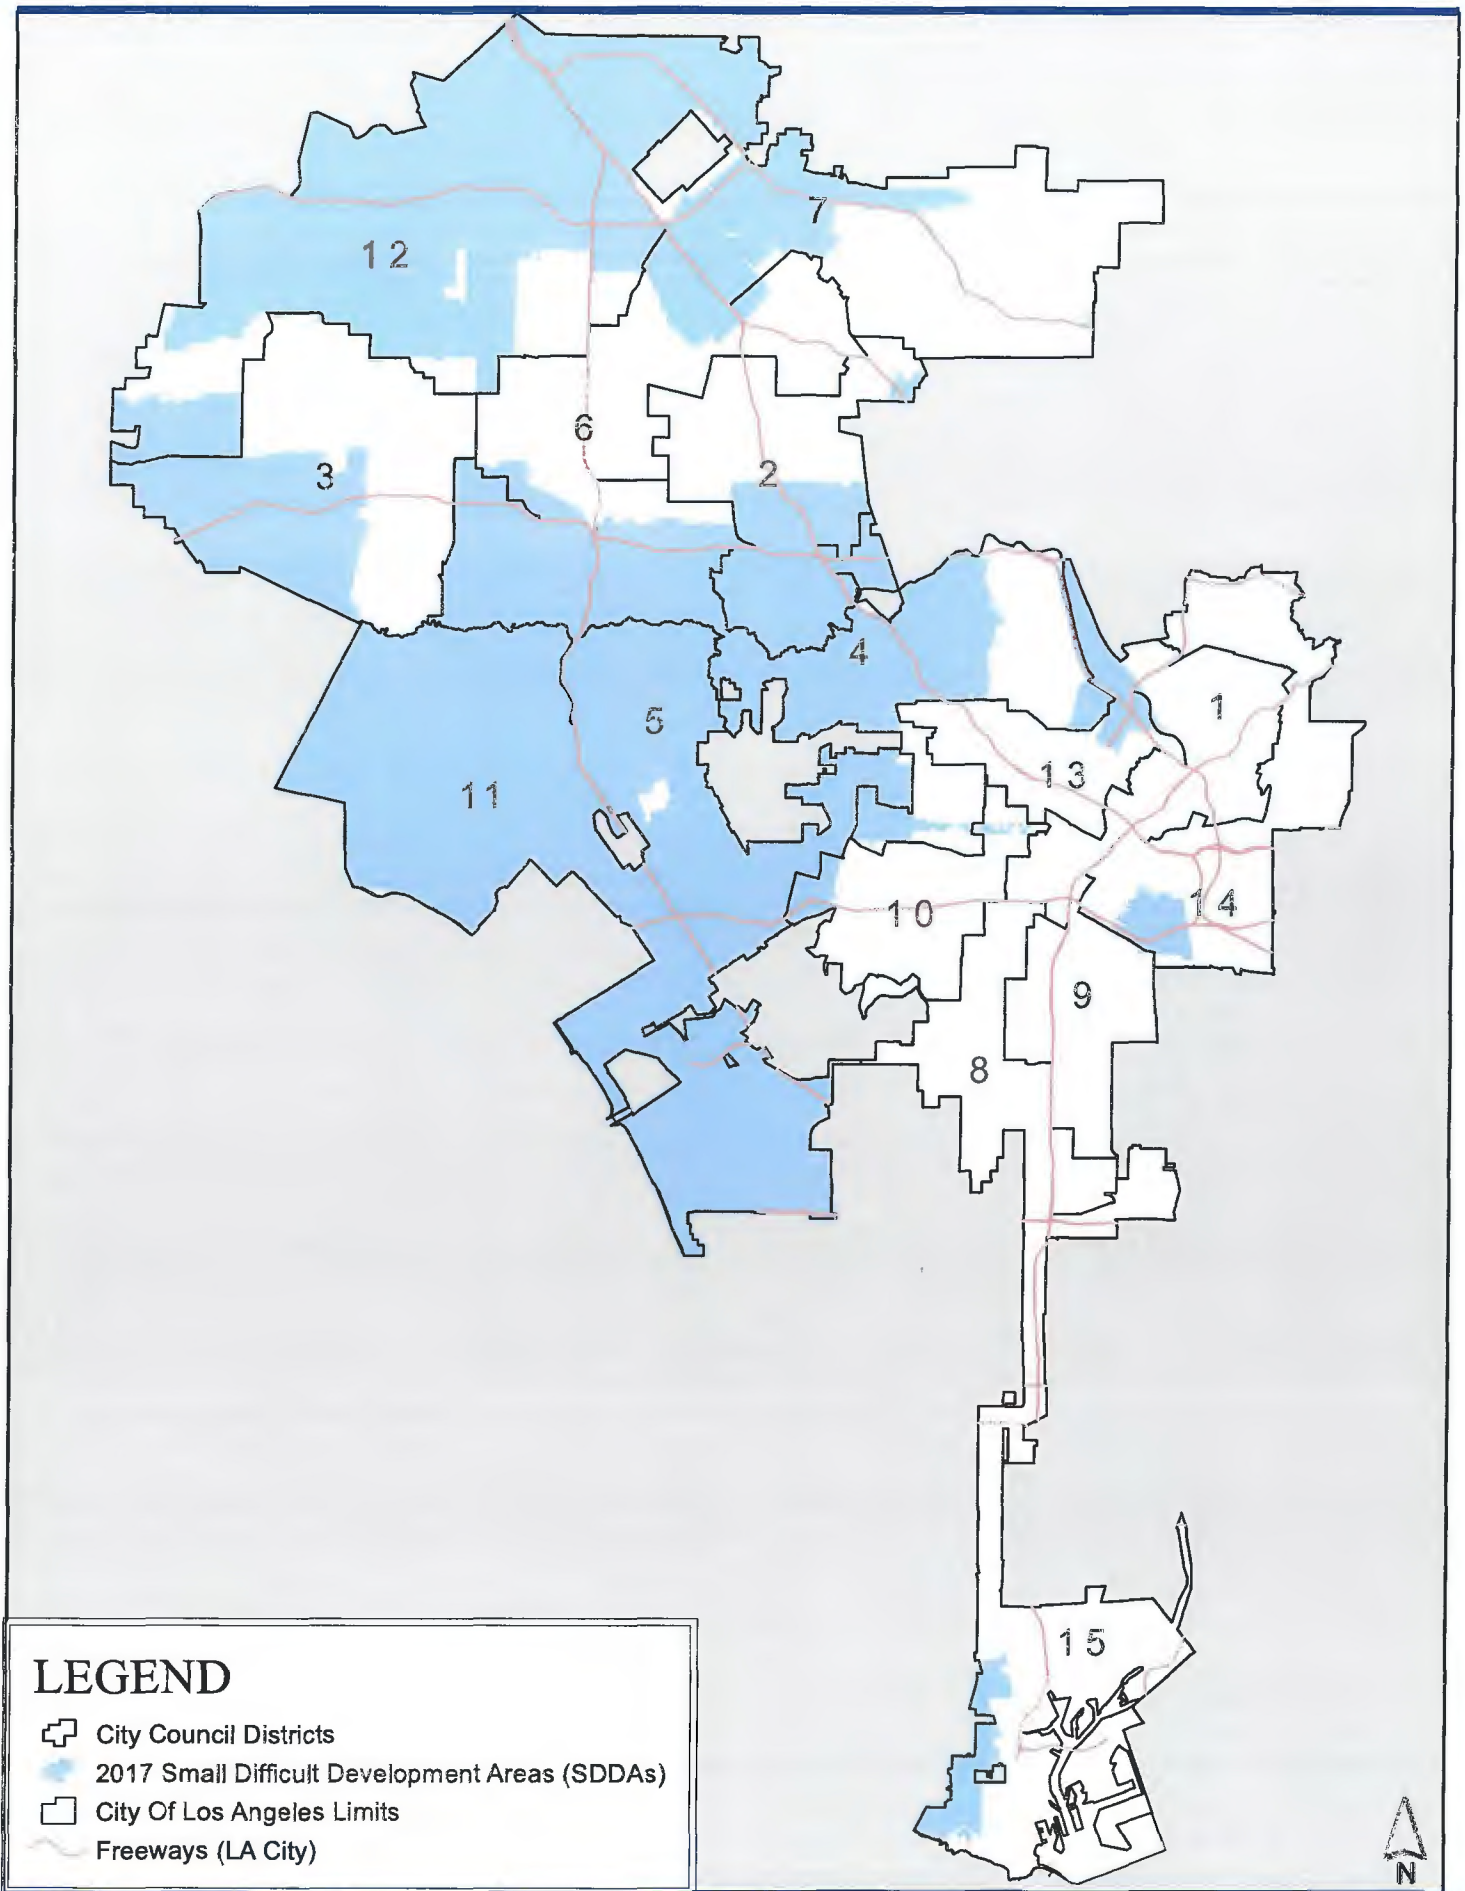 7
12
6
3
2
4
1
5
13
11
14
10
9
8
15
LEGEND
City Council Districts
2017 Small Difficult Development Areas (SDDAs)
City Of Los Angeles Limits
Freeways (LA City)
N